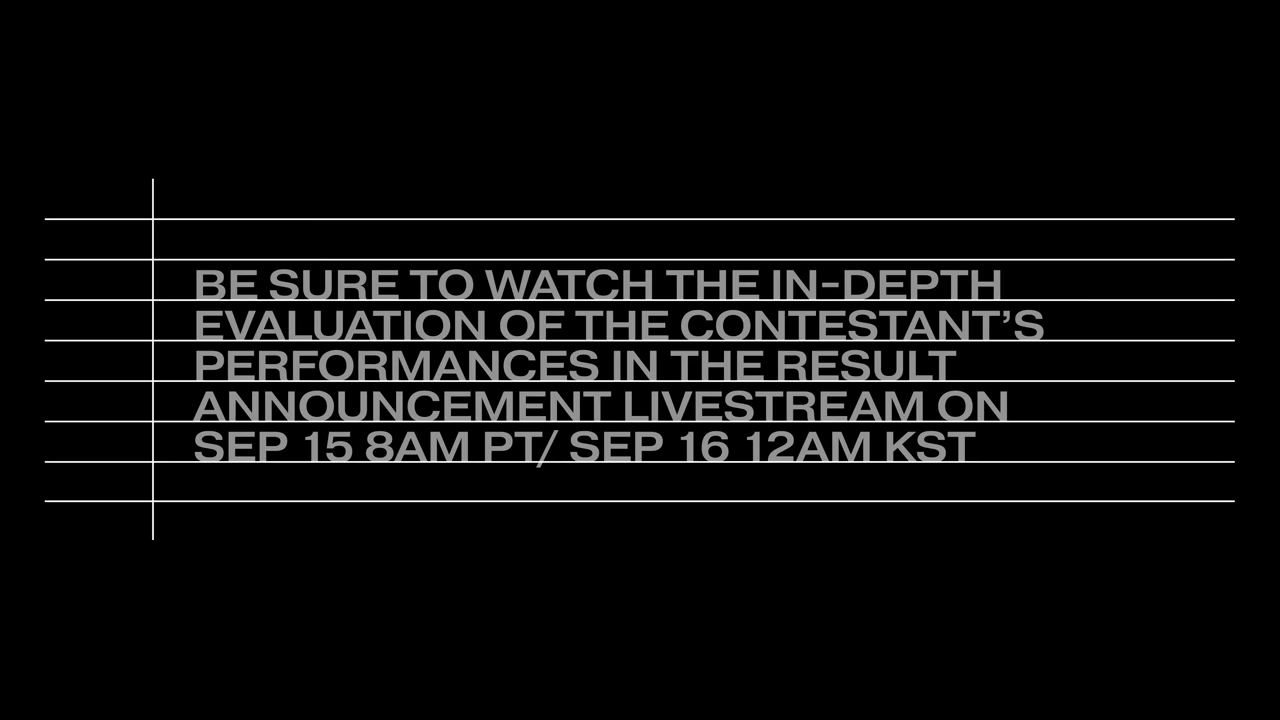 BE SURE TO WATCH THE IN-DEPTH
EVALUATION OF THE CONTESTANT’S
PERFORMANCES IN THE RESULT
ANNOUNCEMENT LIVESTREAM ON
SEP 15 8AM PT/ SEP 16 12AM KST